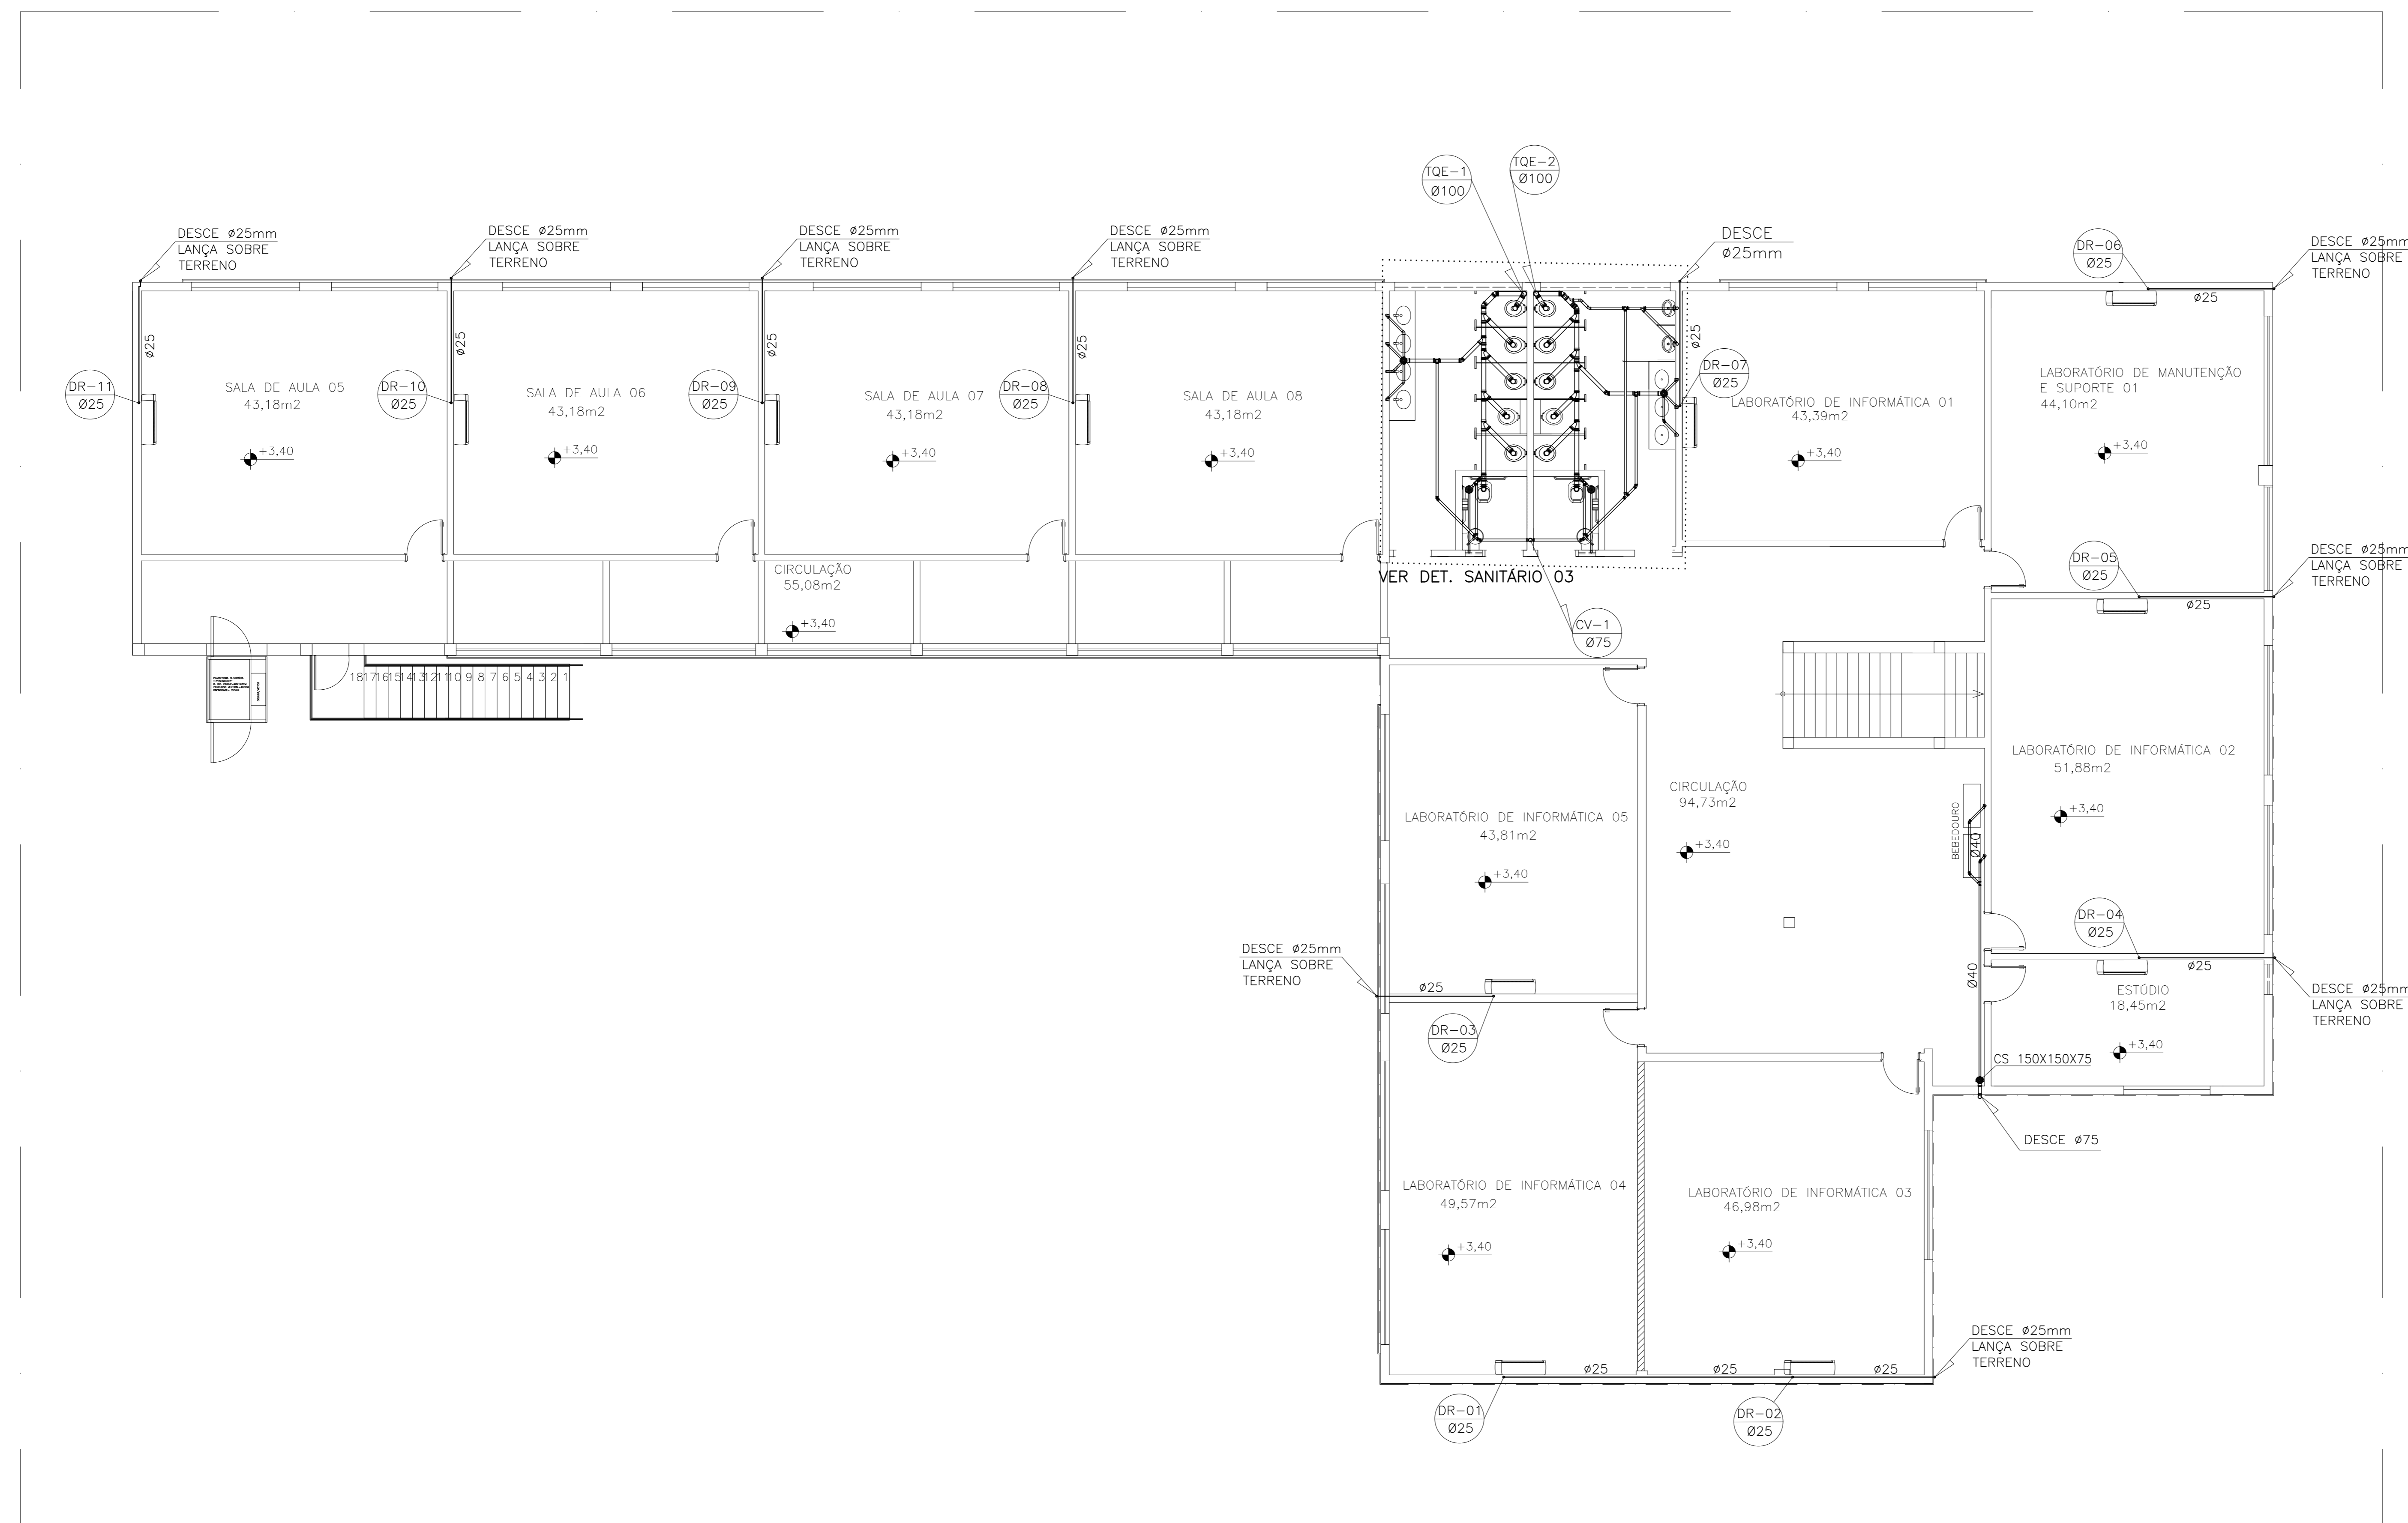 TQE-1
Ø100
TQE-2
Ø100
DESCE ø25mm
LANÇA SOBRE
TERRENO
DESCE ø25mm
LANÇA SOBRE
TERRENO
DESCE ø25mm
LANÇA SOBRE
TERRENO
DESCE ø25mm
LANÇA SOBRE
TERRENO
DESCE
ø25mm
DR-06
Ø25
DESCE ø25mm
LANÇA SOBRE
TERRENO
ø25
ø25
ø25
ø25
ø25
ø25
DR-11
Ø25
SALA DE AULA 05
43,18m2
+3,40
DR-10
Ø25
SALA DE AULA 06
43,18m2
+3,40
DR-09
Ø25
SALA DE AULA 07
43,18m2
+3,40
DR-08
Ø25
SALA DE AULA 08
43,18m2
+3,40
DR-07
Ø25
LABORATÓRIO DE INFORMÁTICA 01
43,39m2
+3,40
LABORATÓRIO DE MANUTENÇÃO
E SUPORTE 01
44,10m2
+3,40
CIRCULAÇÃO
55,08m2
+3,40
VER DET. SANITÁRIO 03
CV-1
Ø75
DR-05
Ø25
ø25
DESCE ø25mm
LANÇA SOBRE
TERRENO
18 17 16 15 14 13 12 11 10 9 8 7 6 5 4 3 2 1
LABORATÓRIO DE INFORMÁTICA 02
51,88m2
+3,40
CIRCULAÇÃO
94,73m2
+3,40
BEBEDOURO
Ø40
LABORATÓRIO DE INFORMÁTICA 05
43,81m2
+3,40
DR-04
Ø25
ø25
DESCE ø25mm
LANÇA SOBRE
TERRENO
DESCE ø25mm
LANÇA SOBRE
TERRENO
ø25
DR-03
Ø25
Ø40
ESTÚDIO
18,45m2
+3,40
CS 150X150X75
DESCE ø75
LABORATÓRIO DE INFORMÁTICA 04
49,57m2
+3,40
LABORATÓRIO DE INFORMÁTICA 03
46,98m2
+3,40
DESCE ø25mm
LANÇA SOBRE
TERRENO
ø25
ø25
ø25
DR-01
Ø25
DR-02
Ø25